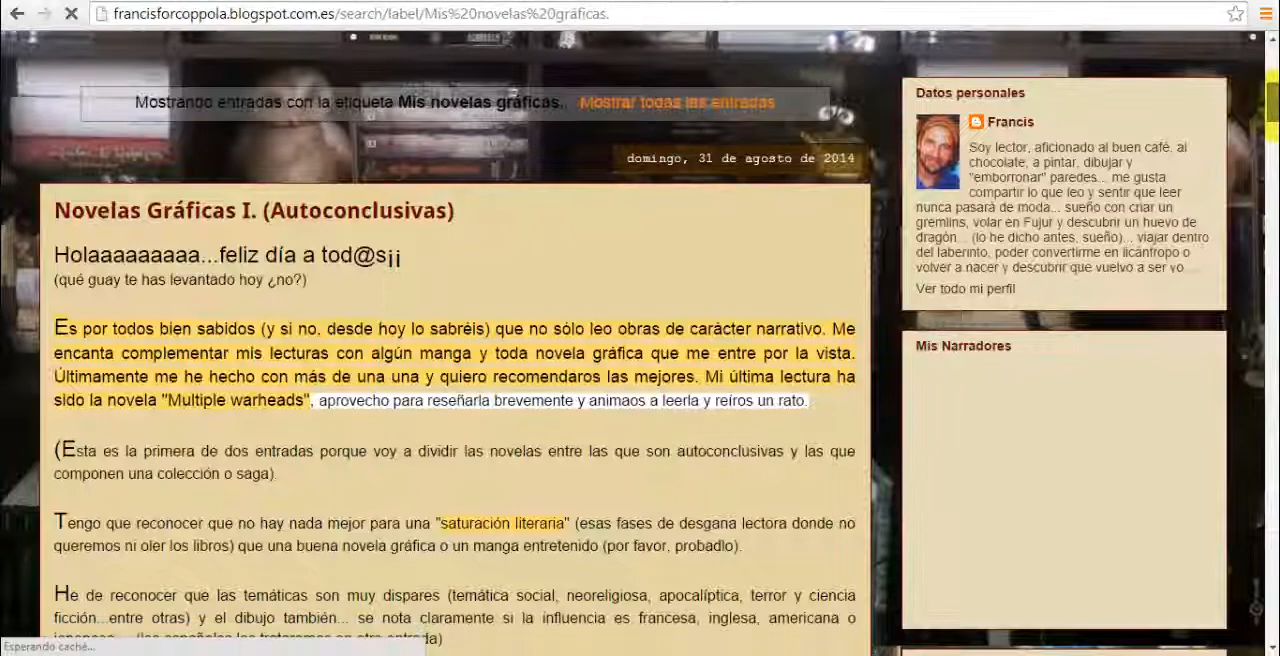 francisforcoppola.blogspot.com.es/search/label/Mis%20novelas%20gráficas.
Mostrando entradas con la etiqueta Mis novelas gráficas.. Mostrar todas las entradas
domingo, 31 de agosto de 2014
Novelas Gráficas I. (Autoconclusivas)
Holaaaaaaaaa...feliz día a tod@s¡¡
(qué guay te has levantado hoy ¿no?)
Es por todos bien sabidos (y si no, desde hoy lo sabréis) que no sólo leo obras de carácter narrativo. Me
encanta complementar mis lecturas con algún manga y toda novela gráfica que me entre por la vista.
Últimamente me he hecho con más de una una y quiero recomendaros las mejores. Mi última lectura ha
sido la novela "Multiple warheads", aprovecho para reseñarla brevemente y animaos a leerla y reíros un rato.
(Esta es la primera de dos entradas porque voy a dividir las novelas entre las que son autoconclusivas y las que
componen una colección o saga).
Tengo que reconocer que no hay nada mejor para una "saturación literaria" (esas fases de desgana lectora donde no
queremos ni oler los libros) que una buena novela gráfica o un manga entretenido (por favor, probadlo).
He de reconocer que las temáticas son muy dispares (temática social, neoreligiosa, apocalíptica, terror y ciencia
ficción...entre otras) y el dibujo también... se nota claramente si la influencia es francesa, inglesa, americana o
japonesa... (las españolas las trataremos en otra entrada)
Esperando caché...
Datos personales
Francis
Soy lector, aficionado al buen café, al
chocolate, a pintar, dibujar y
"emborronar" paredes... me gusta
compartir lo que leo y sentir que leer
nunca pasará de moda... sueño con criar un
gremlins, volar en Fujur y descubrir un huevo de
dragón... (lo he dicho antes, sueño)... viajar dentro
del laberinto, poder convertirme en licántropo o
volver a nacer y descubrir que vuelvo a ser yo...
Ver todo mi perfil
Mis Narradores